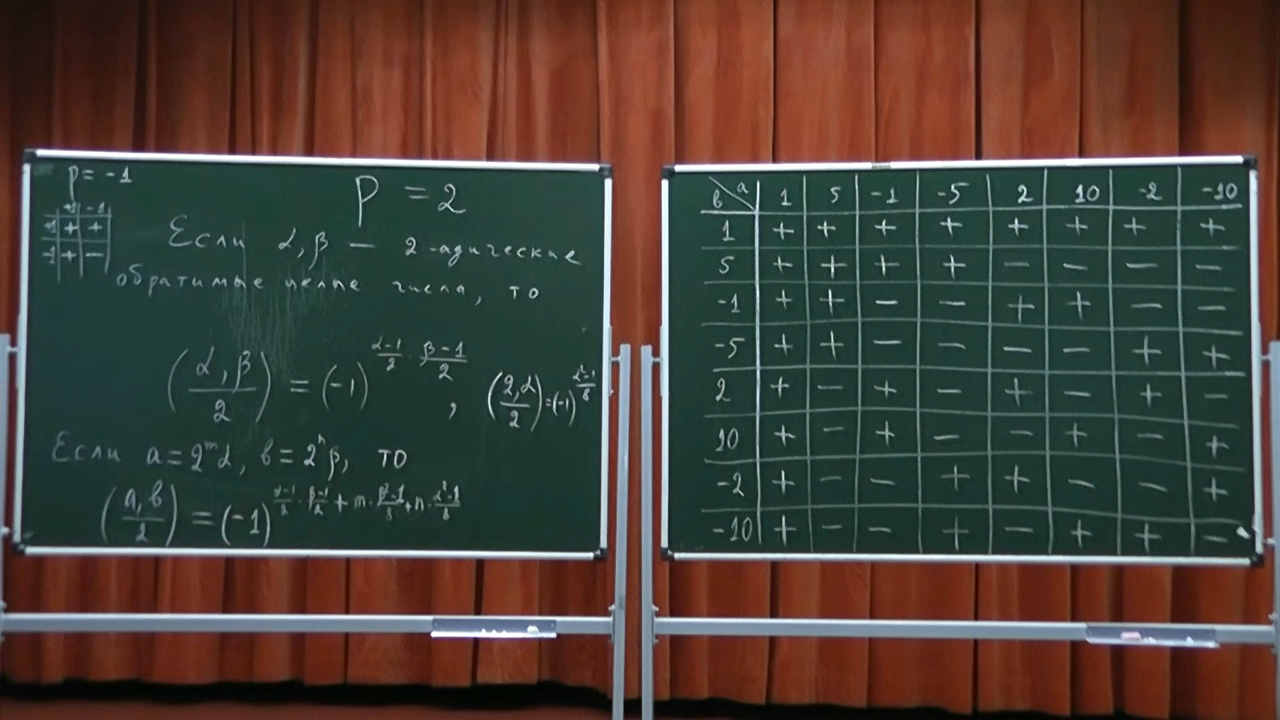 p = -1
P = 2
+1 -1
+1 + +
-1 + -
Если α, β — 2-адические
обратимые целые числа, то
(α, β / 2) = (-1)^(α-1)/2 · (β-1)/2 , (2, α / 2) = (-1)^(α²-1)/8
Если a = 2^m α, b = 2^n β, то
(a, b / 2) = (-1)^(α-1)/2 · (β-1)/2 + m · (β²-1)/8 + n · (α²-1)/8
b \ a 1 5 -1 -5 2 10 -2 -10
1 + + + + + + + +
5 + + + + - - - -
-1 + + - - + + - -
-5 + + - - - - + +
2 + - + - + - + -
10 + - + - - + - +
-2 + - - + + - - +
-10 + - - + - + + -